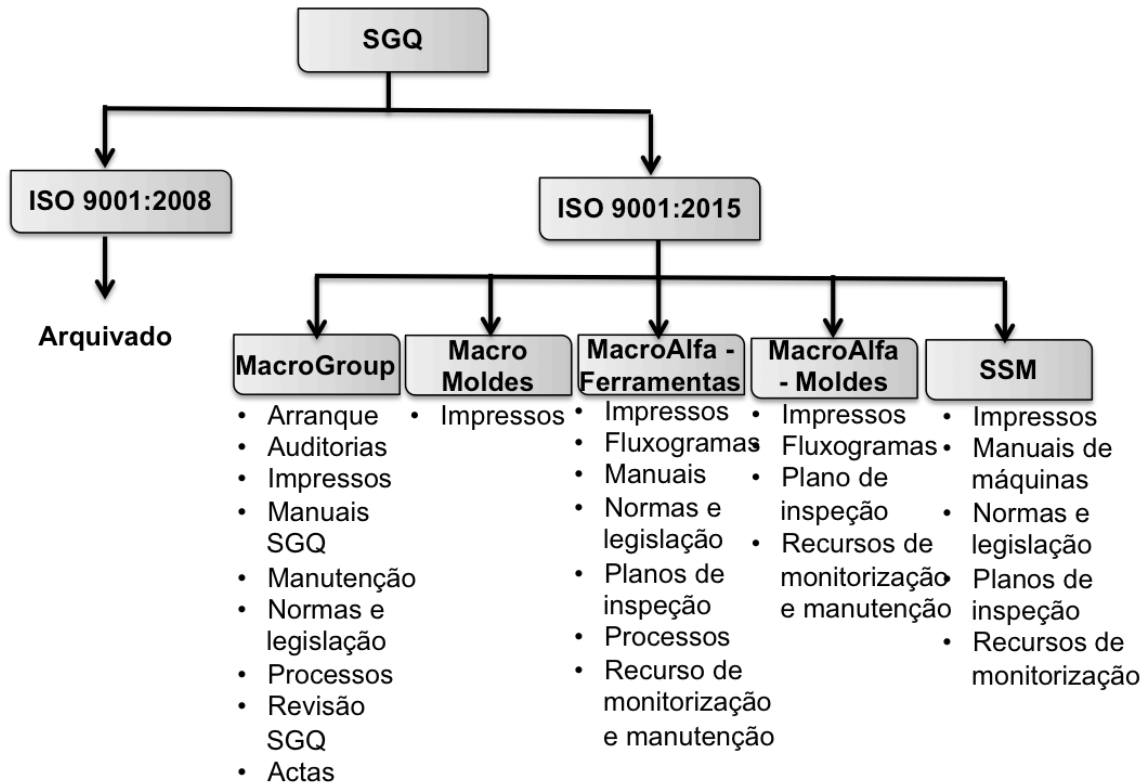 SGQ
ISO 9001:2008
ISO 9001:2015
Arquivado
MacroGroup
• Arranque
• Auditorias
• Impressos
• Manuais
SGQ
• Manutenção
• Normas e
legislação
• Processos
• Revisão
SGQ
• Actas
Macro
Moldes
• Impressos
MacroAlfa -
Ferramentas
• Impressos
• Fluxogramas
• Manuais
• Normas e
legislação
• Planos de
inspeção
• Processos
• Recurso de
monitorização
e manutenção
MacroAlfa
- Moldes
• Impressos
• Fluxogramas
• Plano de
inspeção
• Recursos de
monitorização
e manutenção
SSM
• Impressos
• Manuais de
máquinas
• Normas e
legislação
• Planos de
inspeção
• Recursos de
monitorização